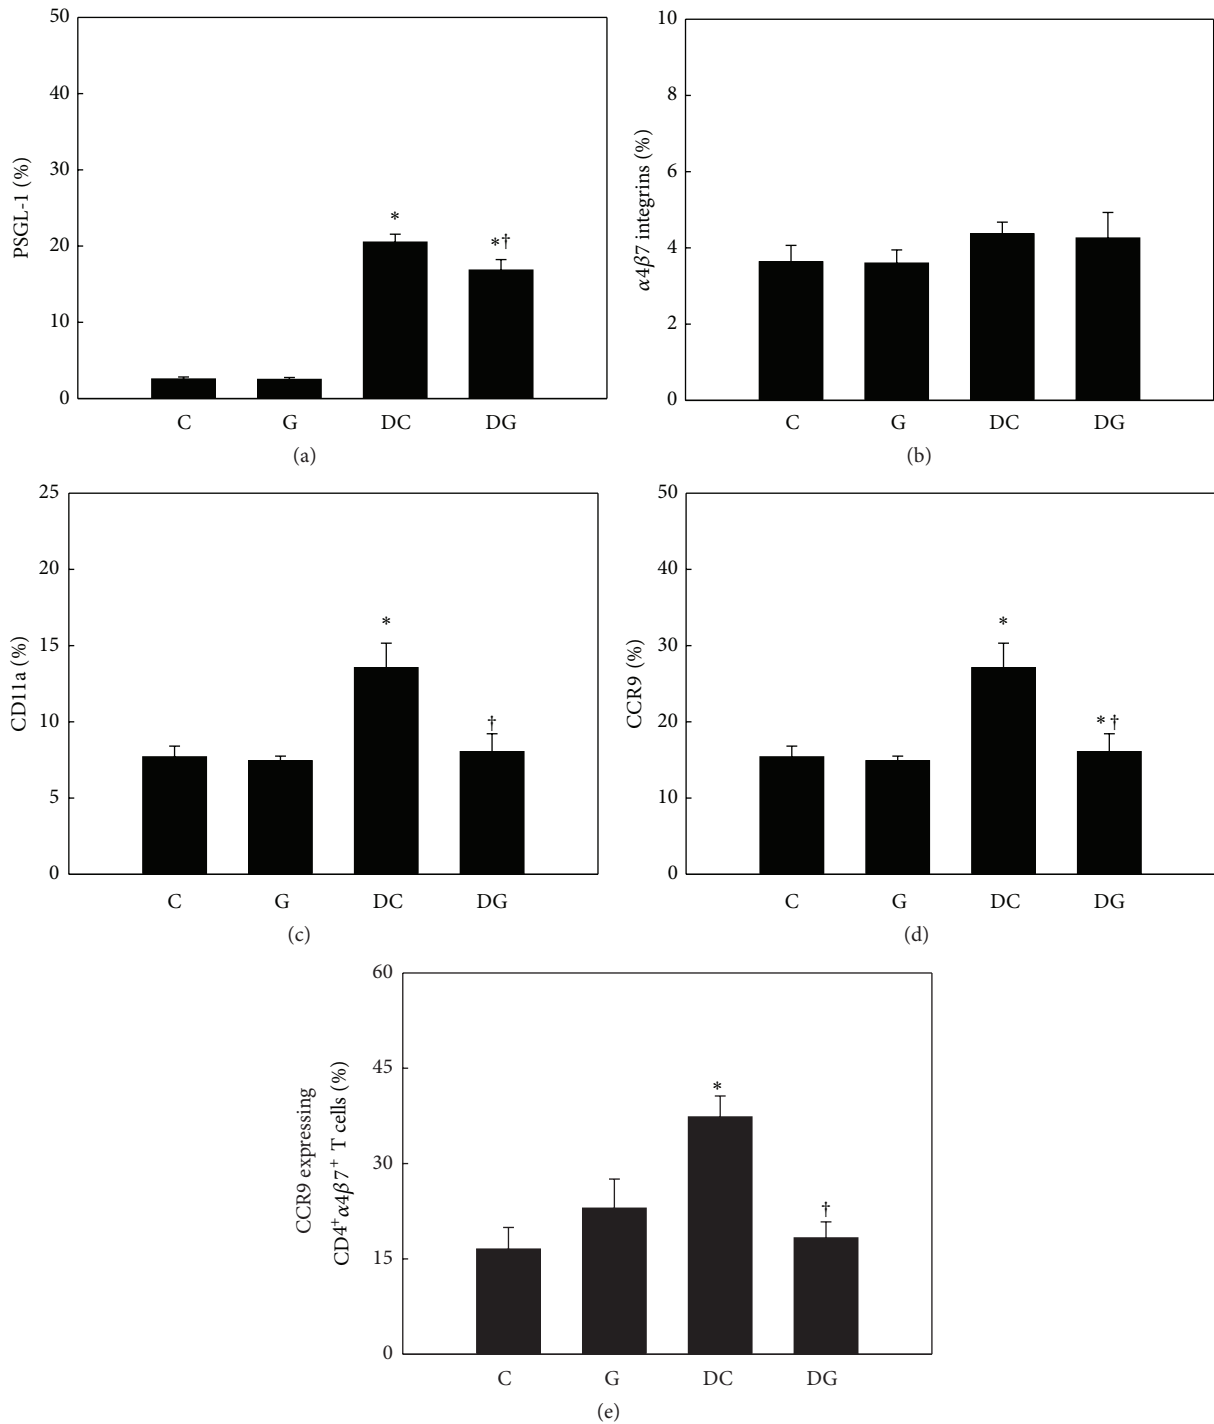 50
40
30
20
10
0
PSGL-1 (%)
*
*†
C G DC DG
(a)
10
8
6
4
2
0
α4β7 integrins (%)
C G DC DG
(b)
25
20
15
10
5
0
CD11a (%)
*
†
C G DC DG
(c)
50
40
30
20
10
0
CCR9 (%)
*
*†
C G DC DG
(d)
60
45
30
15
0
CCR9 expressing
CD4⁺α4β7⁺ T cells (%)
*
†
C G DC DG
(e)